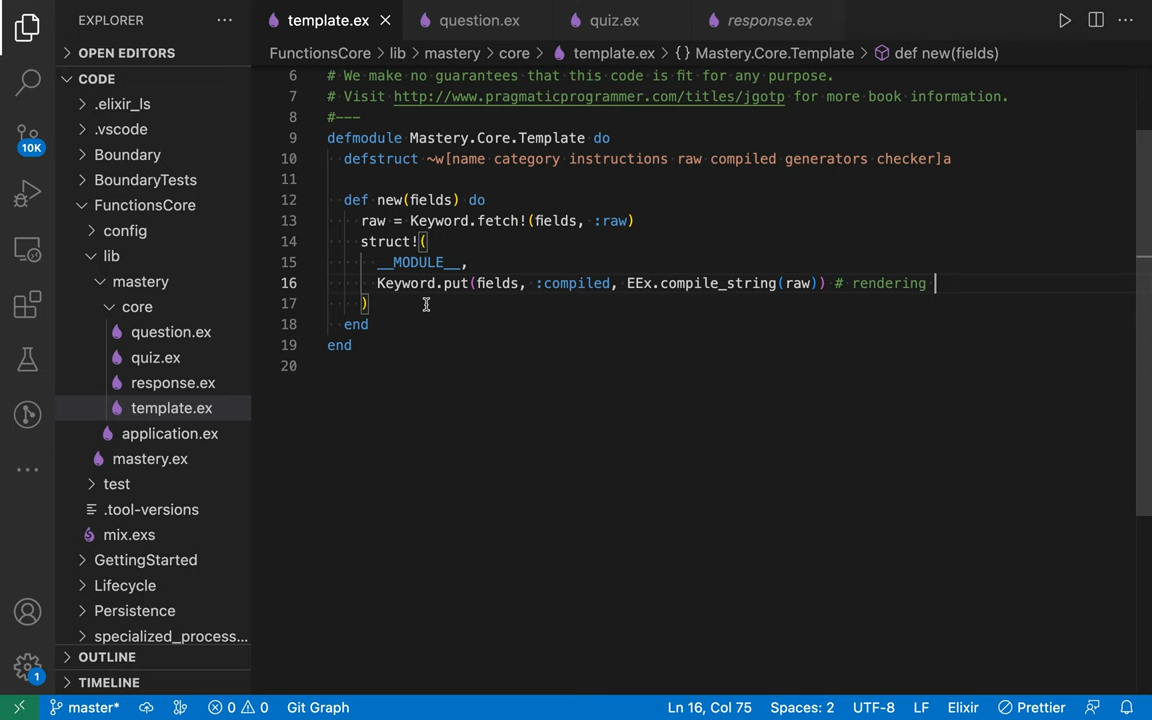 EXPLORER
template.ex
question.ex
quiz.ex
response.ex
OPEN EDITORS
CODE
.elixir_ls
.vscode
Boundary
BoundaryTests
FunctionsCore
config
lib
mastery
core
question.ex
quiz.ex
response.ex
template.ex
application.ex
mastery.ex
test
.tool-versions
mix.exs
GettingStarted
Lifecycle
Persistence
specialized_process...
OUTLINE
TIMELINE
10K
1
FunctionsCore > lib > mastery > core > template.ex > {} Mastery.Core.Template > def new(fields)
6 # We make no guarantees that this code is fit for any purpose.
7 # Visit http://www.pragmaticprogrammer.com/titles/jgotp for more book information.
8 #---
9 defmodule Mastery.Core.Template do
10 defstruct ~w[name category instructions raw compiled generators checker]a
11
12 def new(fields) do
13 raw = Keyword.fetch!(fields, :raw)
14 struct!(
15 __MODULE__,
16 Keyword.put(fields, :compiled, EEx.compile_string(raw)) # rendering
17 )
18 end
19 end
20
master* 0 0 Git Graph Ln 16, Col 75 Spaces: 2 UTF-8 LF Elixir Prettier